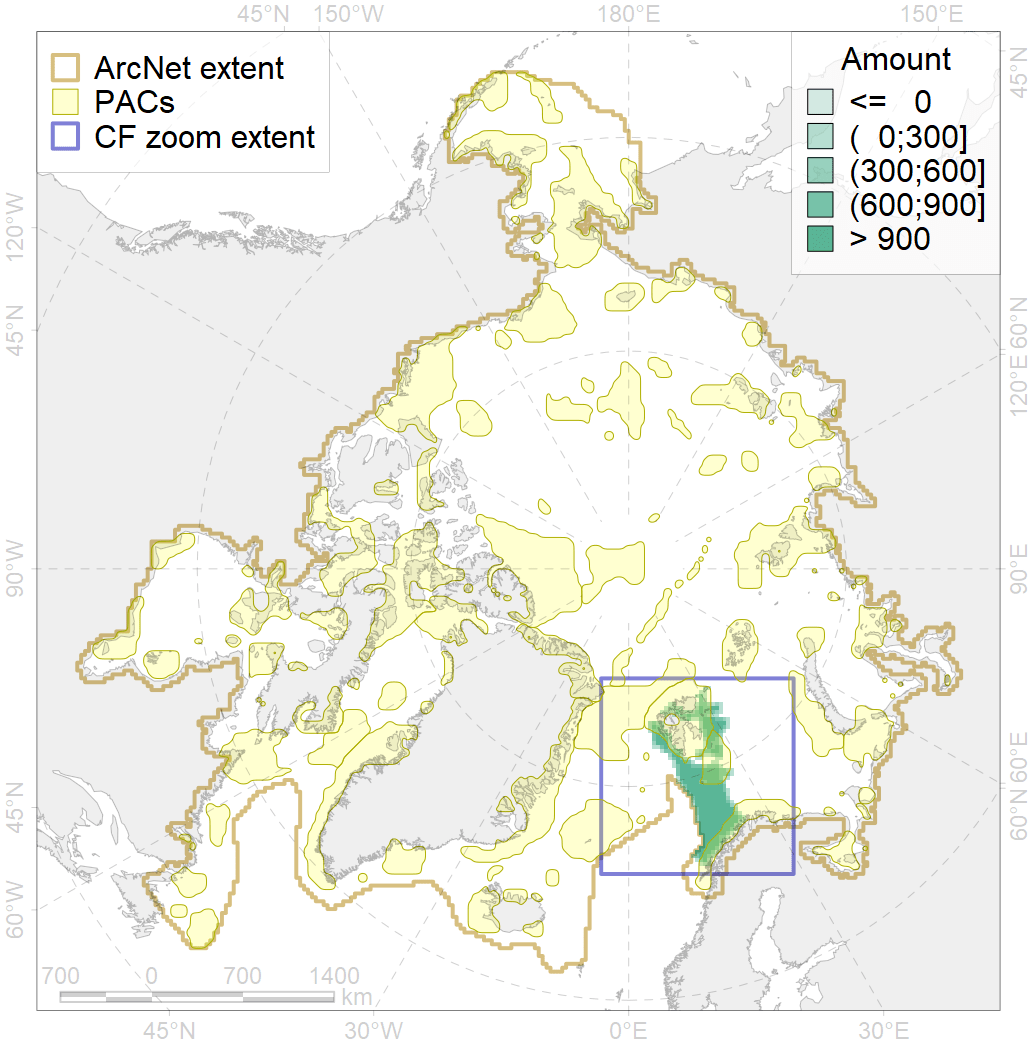 45°N 150°W 180°E 150°E
ArcNet extent
PACs
CF zoom extent
Amount
<= 0
( 0;300]
(300;600]
(600;900]
> 900
45°N
120°W
45°N
90°W
45°N
60°W
60°N
120°E
90°E
60°E
60°N
700 0 700 1400
km
45°W 30°W 0°E 30°E